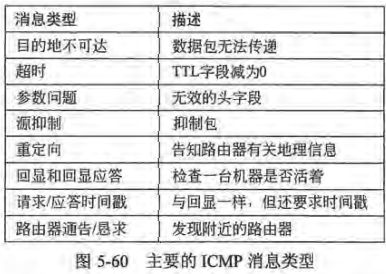 消息类型 描述
目的地不可达 数据包无法传递
超时 TTL字段减为0
参数问题 无效的头字段
源抑制 抑制包
重定向 告知路由器有关地理信息
回显和回显应答 检查一台机器是否活着
请求/应答时间戳 与回显一样，但还要求时间戳
路由器通告/恳求 发现附近的路由器
图 5-60 主要的 ICMP 消息类型